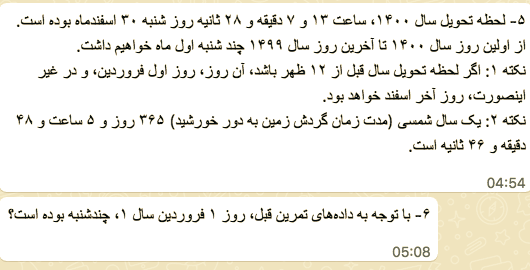 ۵- لحظه تحویل سال ۱۴۰۰، ساعت ۱۳ و ۷ دقیقه و ۲۸ ثانیه روز شنبه ۳۰ اسفندماه بوده است.
از اولین روز سال ۱۴۰۰ تا آخرین روز سال ۱۴۹۹ چند شنبه اول ماه خواهیم داشت.
نکته ۱: اگر لحظه تحویل سال قبل از ۱۲ ظهر باشد، آن روز، روز اول فروردین، و در غیر
اینصورت، روز آخر اسفند خواهد بود.
نکته ۲: یک سال شمسی (مدت زمان گردش زمین به دور خورشید) ۳۶۵ روز و ۵ ساعت و ۴۸
دقیقه و ۴۶ ثانیه است.
04:54
۶- با توجه به داده‌های تمرین قبل، روز ۱ فروردین سال ۱، چندشنبه بوده است؟
05:08